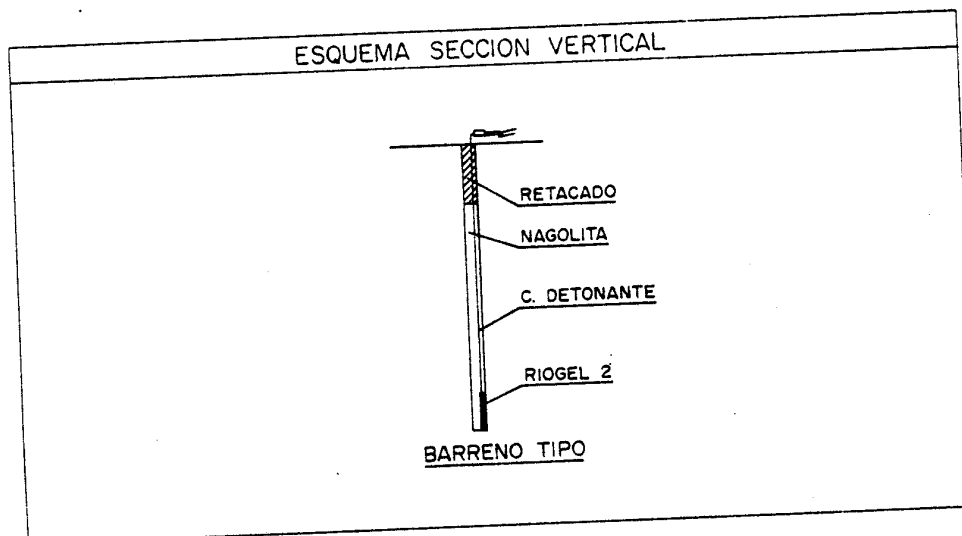 ESQUEMA SECCION VERTICAL
RETACADO
NAGOLITA
C. DETONANTE
RIOGEL 2
BARRENO TIPO